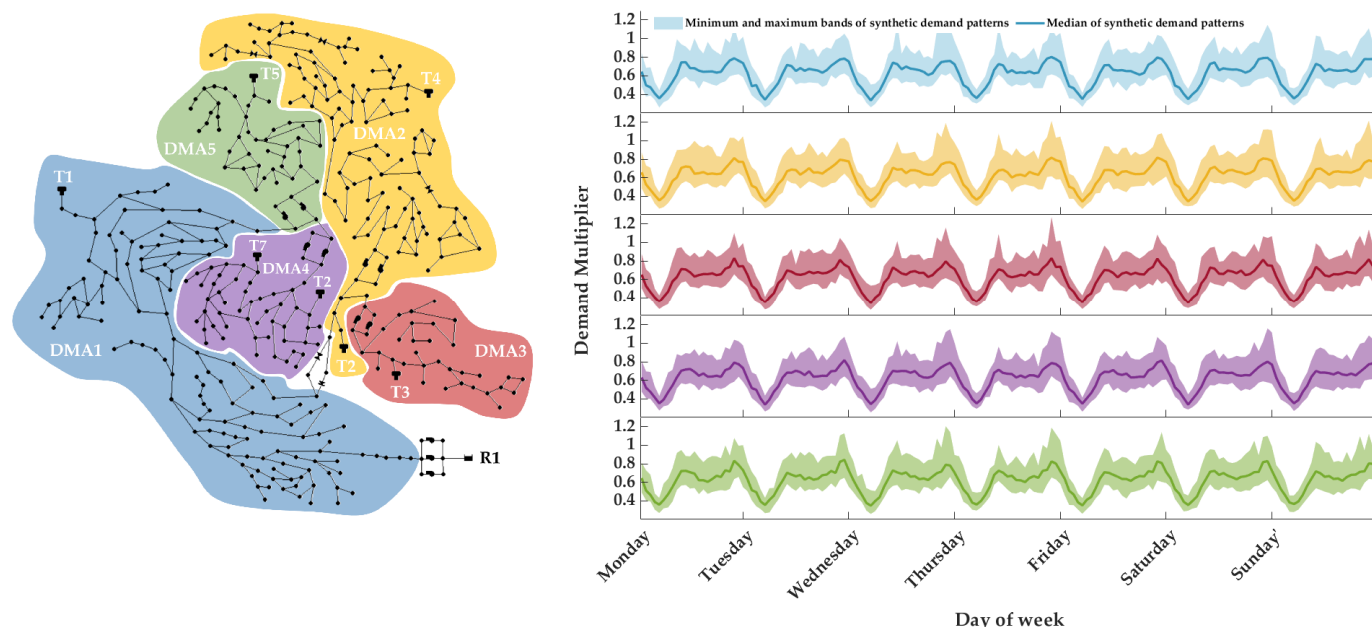 T5
T4
DMA2
DMA5
T1
T7
DMA4
T2
DMA1
T2
DMA3
T3
R1
Minimum and maximum bands of synthetic demand patterns
Median of synthetic demand patterns
Demand Multiplier
1.2
1
0.8
0.6
0.4
1.2
1
0.8
0.6
0.4
1.2
1
0.8
0.6
0.4
1.2
1
0.8
0.6
0.4
1.2
1
0.8
0.6
0.4
Monday
Tuesday
Wednesday
Thursday
Friday
Saturday
Sunday'
Day of week